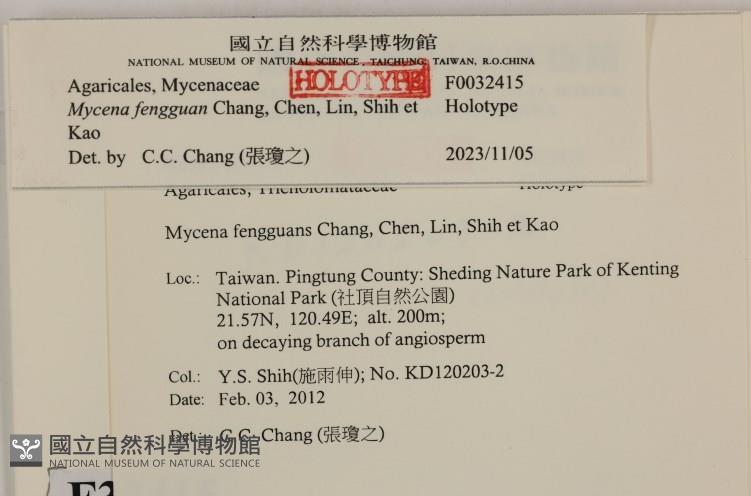 國立自然科學博物館
NATIONAL MUSEUM OF NATURAL SCIENCE, TAICHUNG, TAIWAN, R.O.CHINA
Agaricales, Mycenaceae HOLOTYPE F0032415
Mycena fengguan Chang, Chen, Lin, Shih et Holotype
Kao
Det. by C.C. Chang (張瓊之) 2023/11/05
Agaricales, Tricholomataceae Holotype
Mycena fengguans Chang, Chen, Lin, Shih et Kao
Loc.: Taiwan. Pingtung County: Sheding Nature Park of Kenting
National Park (社頂自然公園)
21.57N, 120.49E; alt. 200m;
on decaying branch of angiosperm
Col.: Y.S. Shih(施雨伸); No. KD120203-2
Date: Feb. 03, 2012
Det.: C.C. Chang (張瓊之)
國立自然科學博物館
NATIONAL MUSEUM OF NATURAL SCIENCE